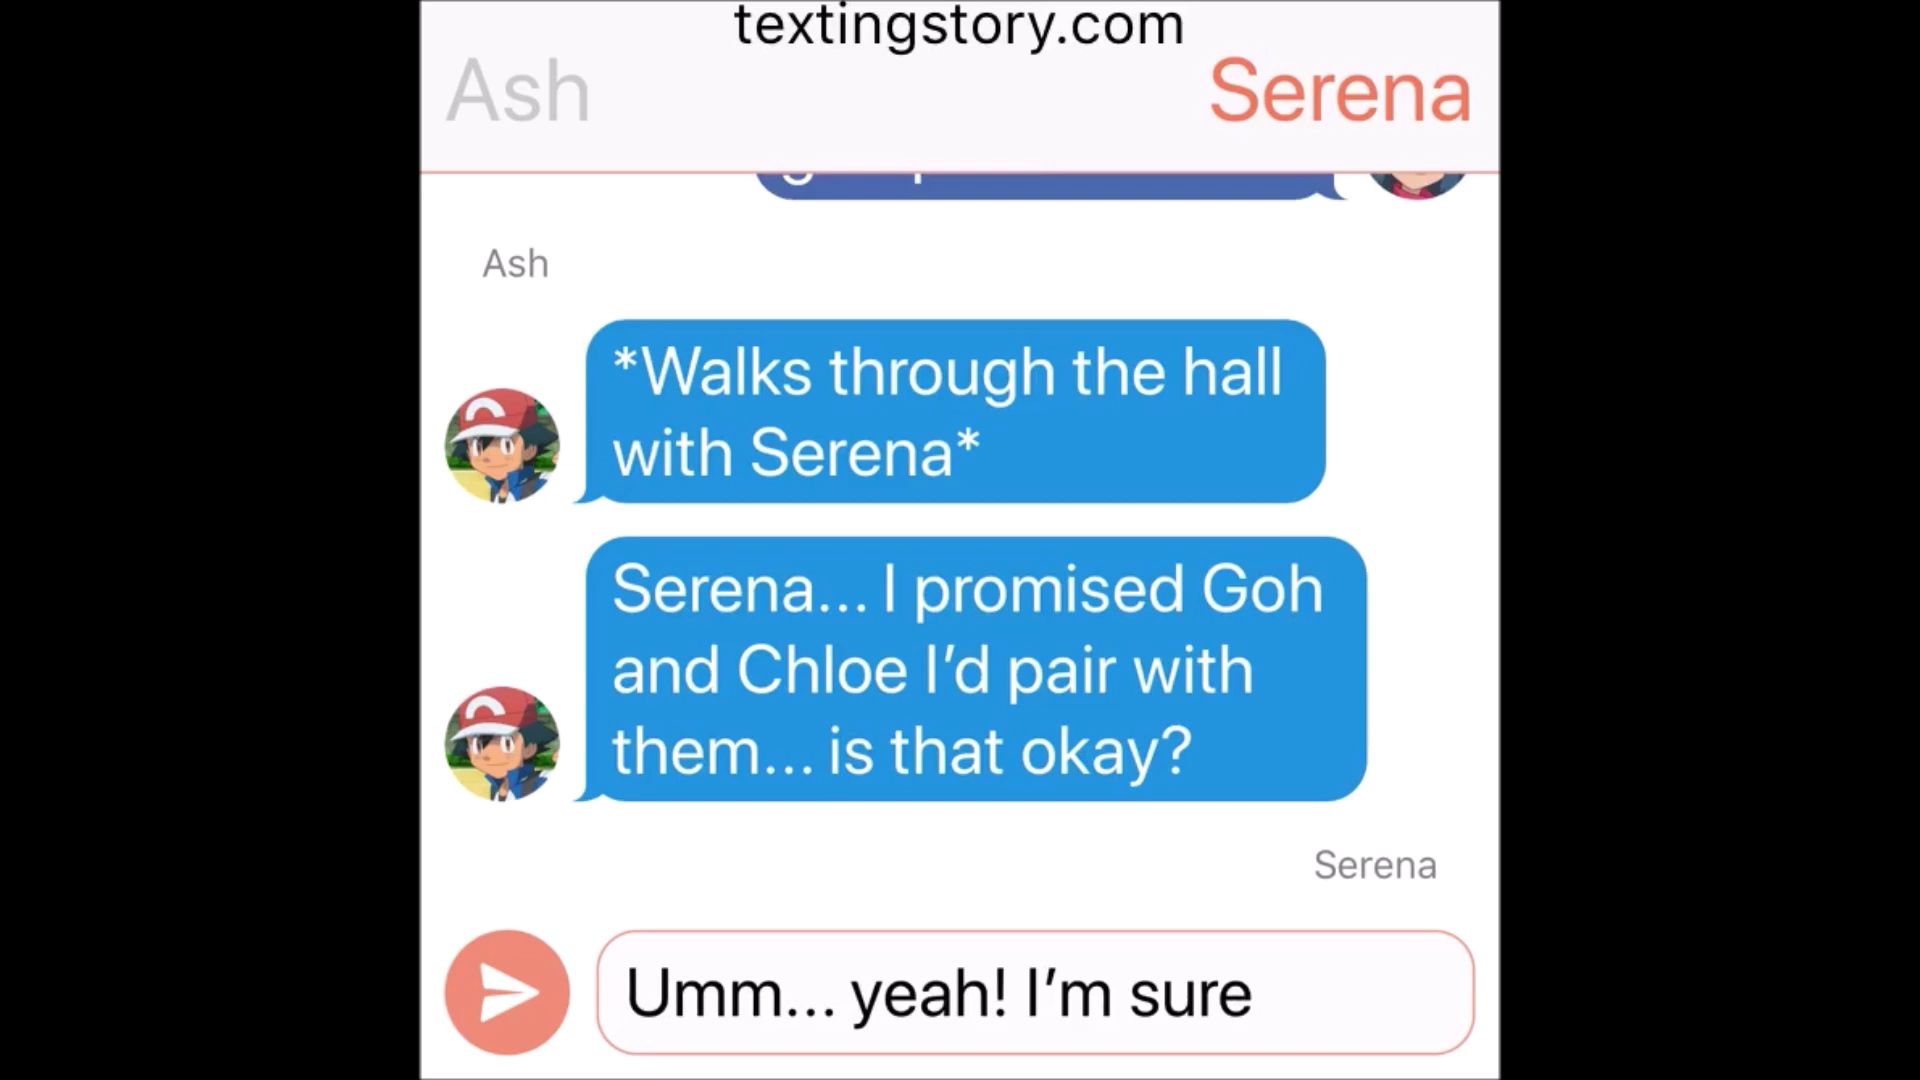 textingstory.com
Ash
Serena
Ash
*Walks through the hall
with Serena*
Serena... I promised Goh
and Chloe I’d pair with
them... is that okay?
Serena
Umm... yeah! I’m sure